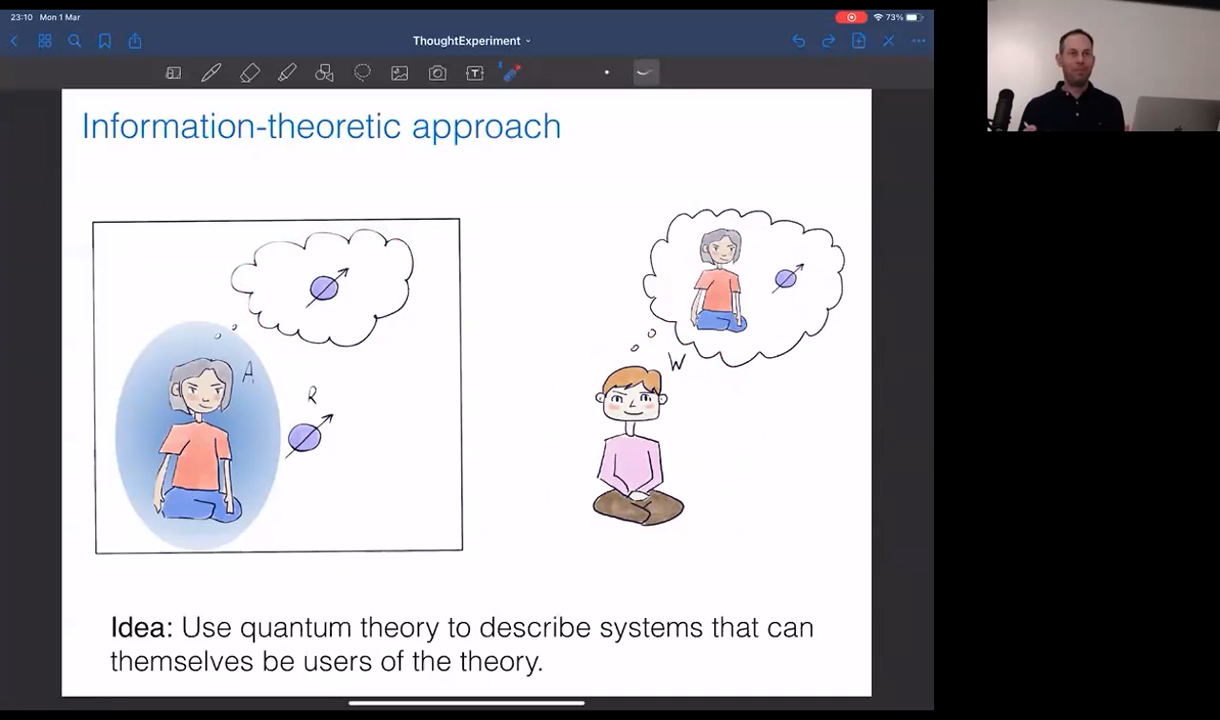 23:10 Mon 1 Mar
73%
ThoughtExperiment
T
Information-theoretic approach
A
R
W
Idea: Use quantum theory to describe systems that can
themselves be users of the theory.